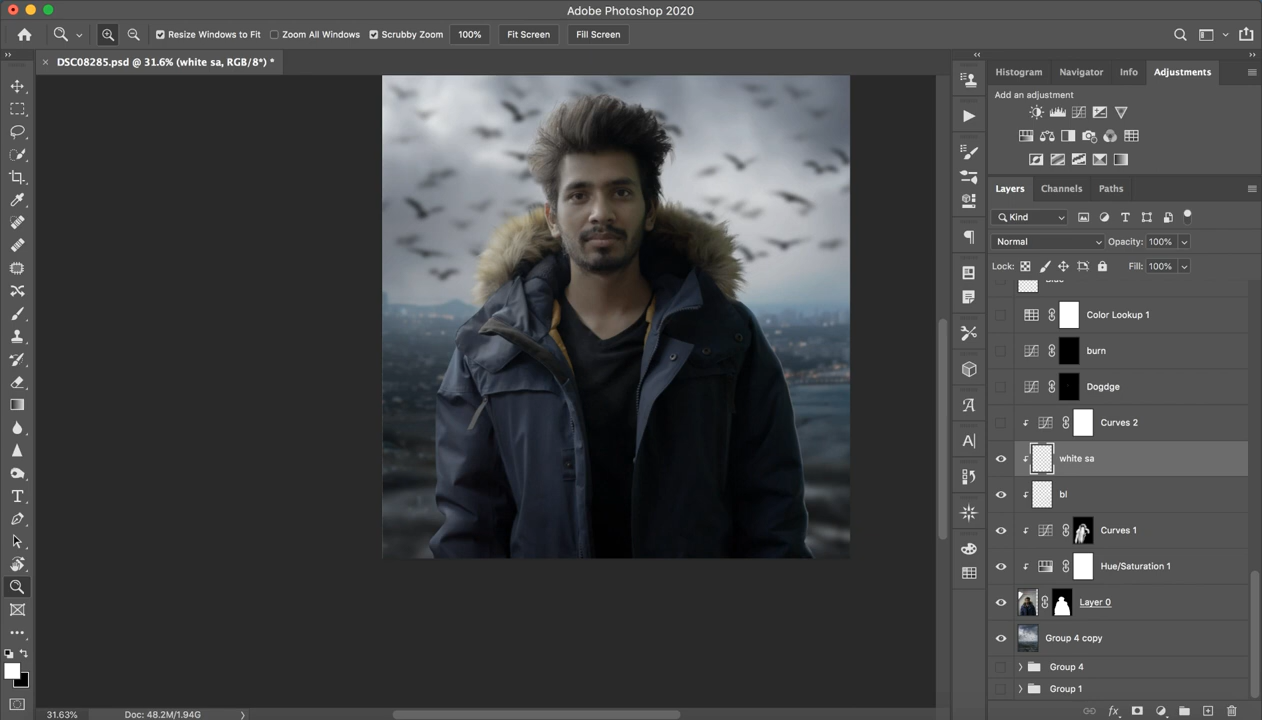 Adobe Photoshop 2020
Resize Windows to Fit
Zoom All Windows
Scrubby Zoom
100%
Fit Screen
Fill Screen
DSC08285.psd @ 31.6% (white sa, RGB/8*) *
Histogram
Navigator
Info
Adjustments
Add an adjustment
Layers
Channels
Paths
Kind
Normal
Opacity: 100%
Lock:
Fill: 100%
Color Lookup 1
burn
Dogdge
Curves 2
white sa
bl
Curves 1
Hue/Saturation 1
Layer 0
Group 4 copy
Group 4
Group 1
31.63%
Doc: 48.2M/1.94G